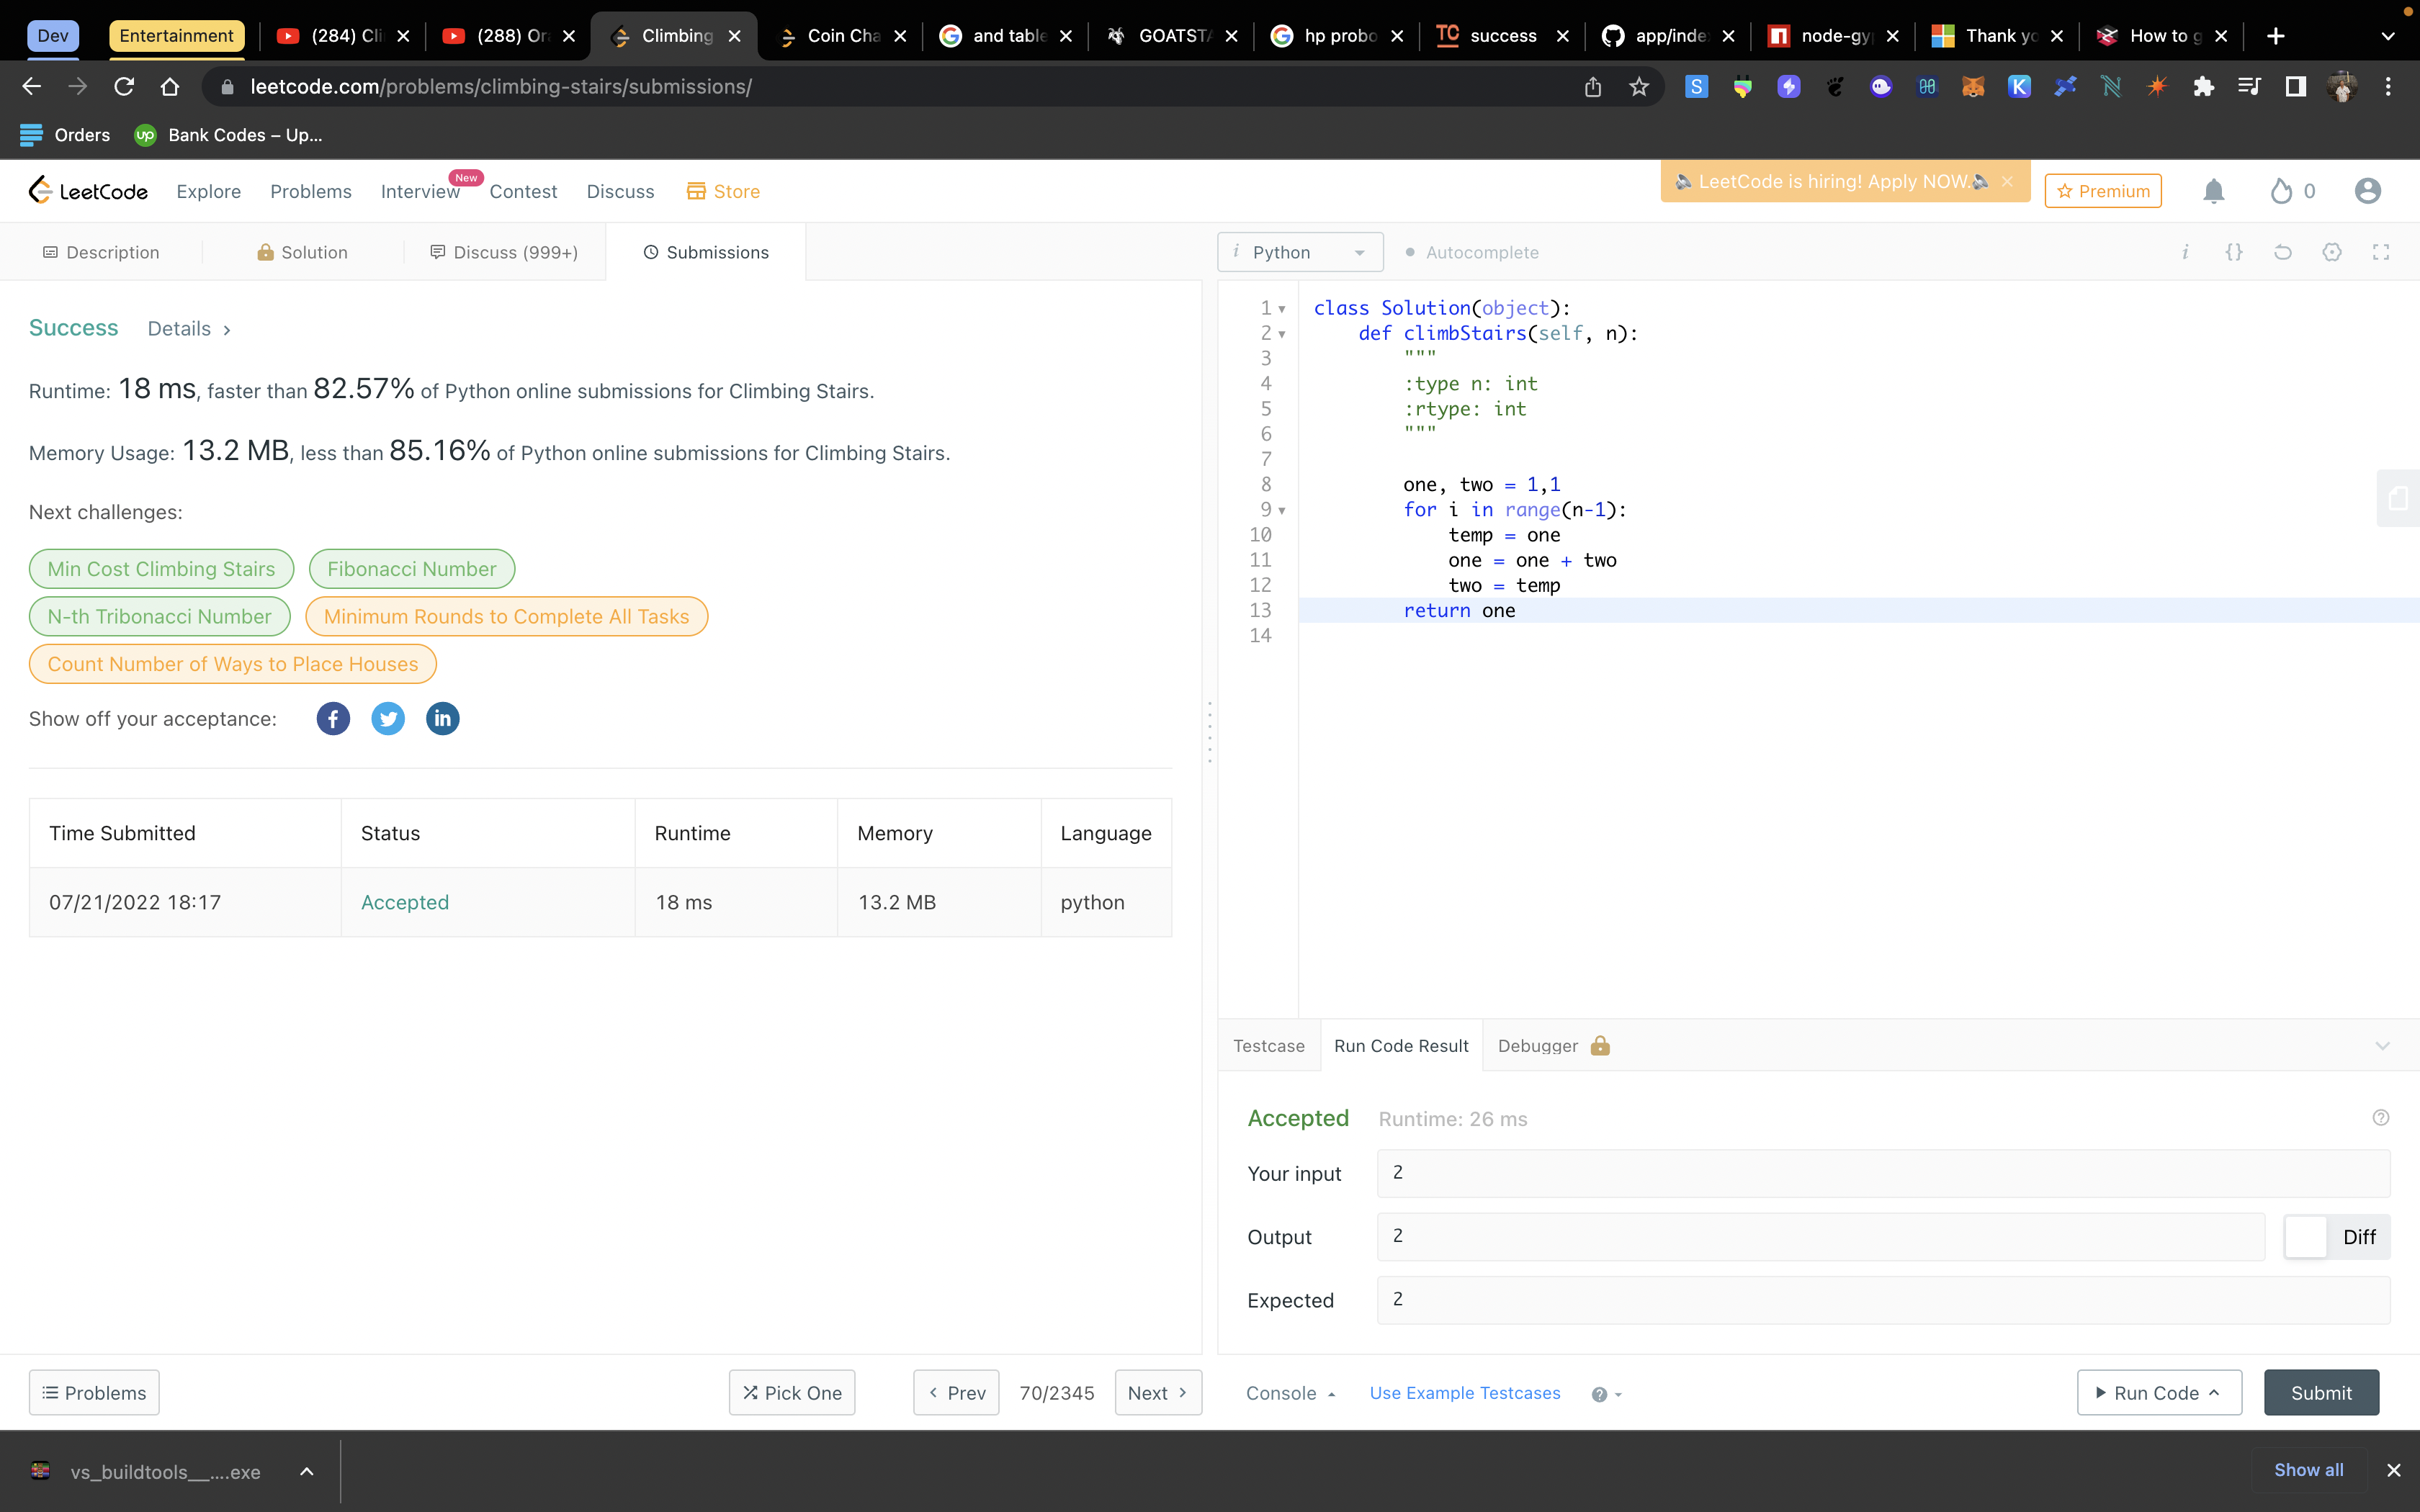 Dev
Entertainment
(284) Cli
(288) Or
Climbing
Coin Cha
and table
GOATSTA
hp probo
success
app/inde
node-gy
Thank yo
How to g
leetcode.com/problems/climbing-stairs/submissions/
Orders
Bank Codes – Up...
LeetCode
Explore
Problems
Interview
New
Contest
Discuss
Store
LeetCode is hiring! Apply NOW.
Premium
0
Description
Solution
Discuss (999+)
Submissions
Success
Details
Runtime: 18 ms, faster than 82.57% of Python online submissions for Climbing Stairs.
Memory Usage: 13.2 MB, less than 85.16% of Python online submissions for Climbing Stairs.
Next challenges:
Min Cost Climbing Stairs
Fibonacci Number
N-th Tribonacci Number
Minimum Rounds to Complete All Tasks
Count Number of Ways to Place Houses
Show off your acceptance:
Time Submitted Status Runtime Memory Language
07/21/2022 18:17 Accepted 18 ms 13.2 MB python
Problems
Pick One
Prev
70/2345
Next
i Python
Autocomplete
1 class Solution(object):
2     def climbStairs(self, n):
3         """
4         :type n: int
5         :rtype: int
6         """
7
8         one, two = 1,1
9         for i in range(n-1):
10             temp = one
11             one = one + two
12             two = temp
13         return one
14
Testcase
Run Code Result
Debugger
Accepted
Runtime: 26 ms
Your input 2
Output 2
Diff
Expected 2
Console
Use Example Testcases
Run Code
Submit
vs_buildtools__....exe
Show all